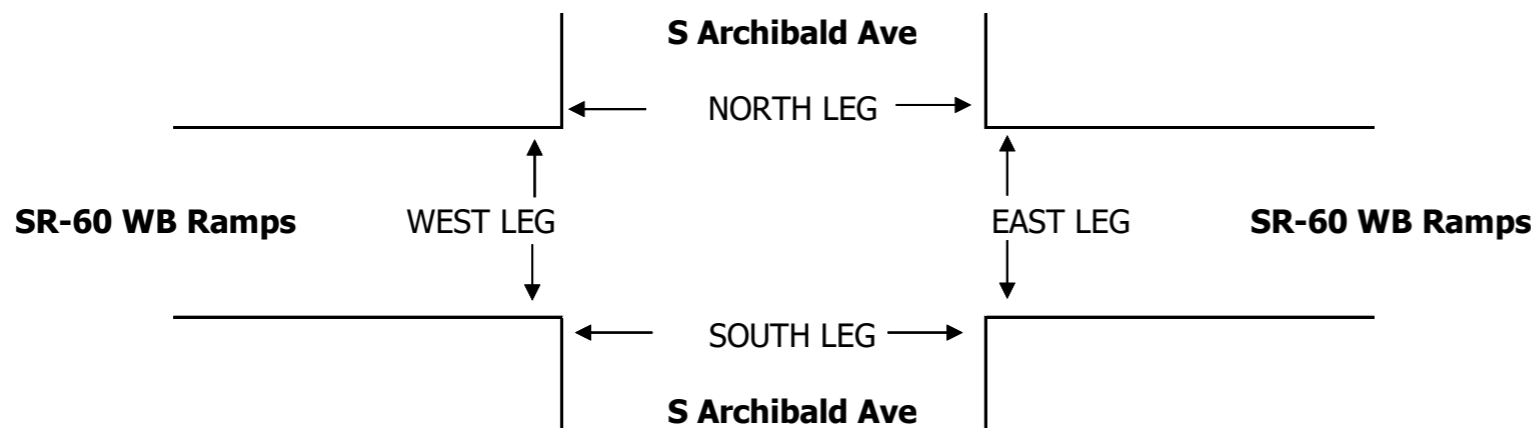 S Archibald Ave
NORTH LEG
SR-60 WB Ramps WEST LEG EAST LEG SR-60 WB Ramps
SOUTH LEG
S Archibald Ave